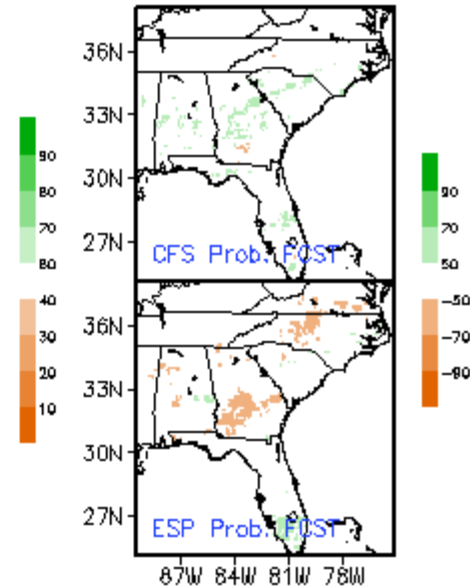 36N
33N
30N
27N
CFS Prob. FCST
90
80
70
60
40
30
20
10
90
70
50
-50
-70
-90
36N
33N
30N
27N
ESP Prob. FCST
87W 84W 81W 78W